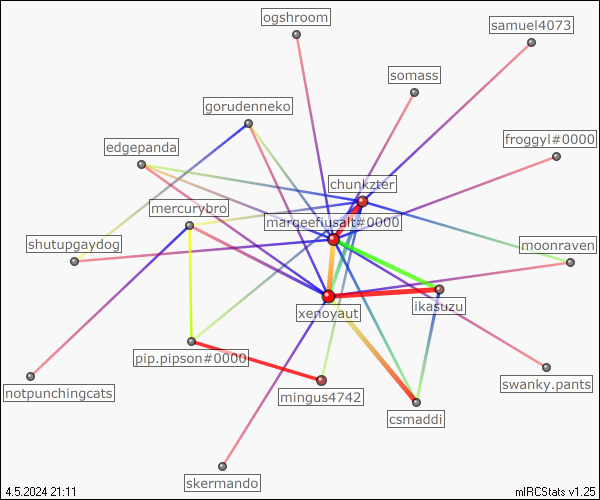 ogshroom
samuel4073
somass
gorudenneko
froggyl#0000
edgepanda
chunkzter
mercurybro
margeefusalt#0000
shutupgaydog
moonraven
xenoyaut
ikasuzu
pip.pipson#0000
swanky.pants
notpunchingcats
mingus4742
csmaddi
skermando
4.5.2024 21:11
mIRCStats v1.25